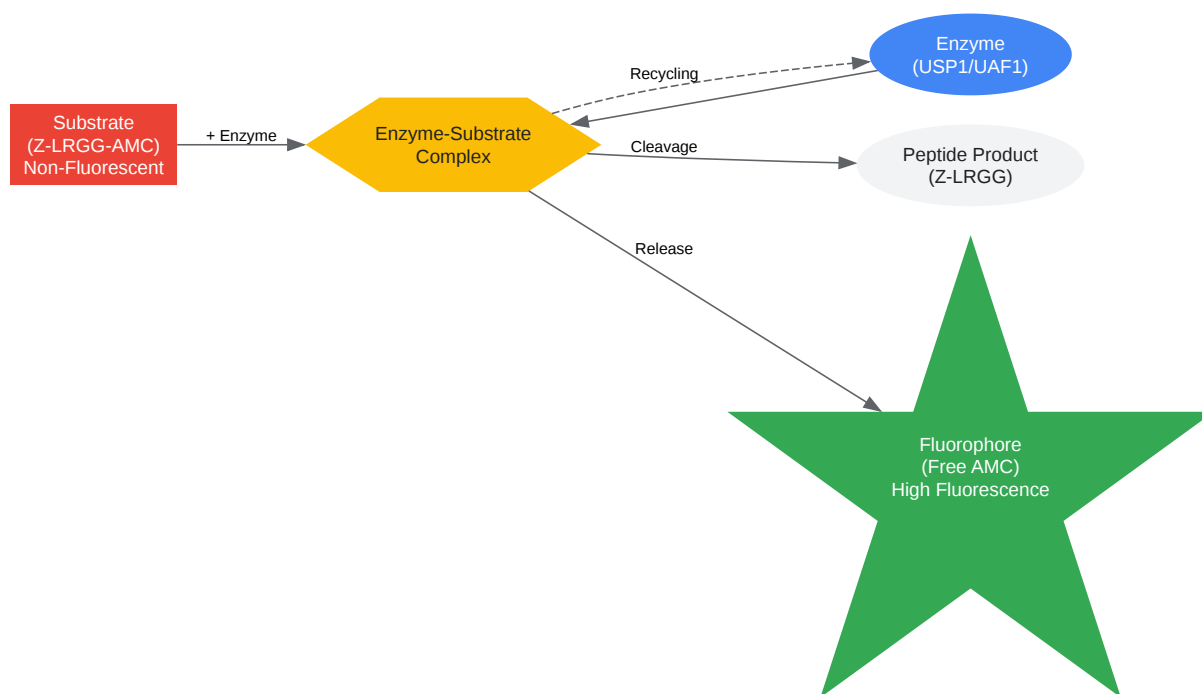 Substrate
(Z-LRGG-AMC)
Non-Fluorescent
+ Enzyme
Enzyme-Substrate
Complex
Recycling
Enzyme
(USP1/UAF1)
Cleavage
Peptide Product
(Z-LRGG)
Release
Fluorophore
(Free AMC)
High Fluorescence